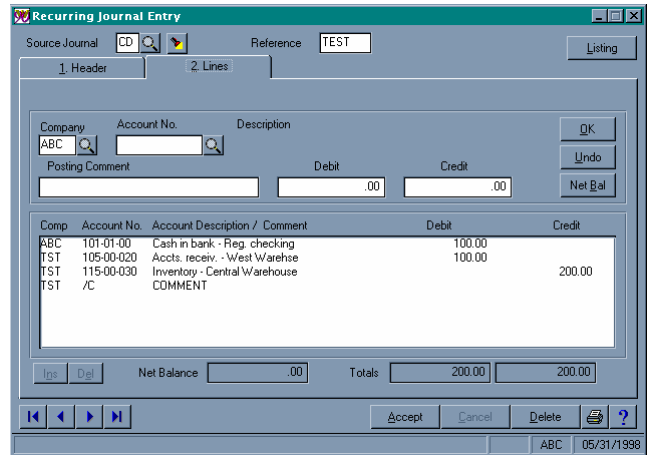 Recurring Journal Entry
Source Journal CD Reference TEST Listing
1. Header 2. Lines
Company Account No. Description OK
ABC
Undo
Posting Comment Debit Credit
.00 .00 Net Bal
Comp Account No. Account Description / Comment Debit Credit
ABC 101-01-00 Cash in bank - Reg. checking 100.00
TST 105-00-020 Accts. receiv. - West Warehse 100.00
TST 115-00-030 Inventory - Central Warehouse 200.00
TST /C COMMENT
Ins Del Net Balance .00 Totals 200.00 200.00
Accept Cancel Delete ?
ABC 05/31/1998